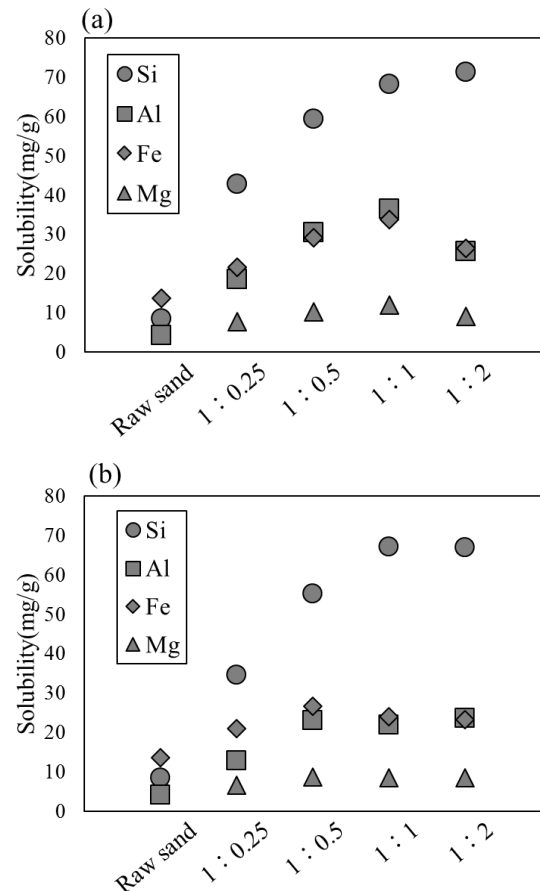 (a)
Solubility(mg/g)
80
70
60
50
40
30
20
10
0
Si
Al
Fe
Mg
Raw sand
1：0.25
1：0.5
1：1
1：2
(b)
Solubility(mg/g)
80
70
60
50
40
30
20
10
0
Si
Al
Fe
Mg
Raw sand
1：0.25
1：0.5
1：1
1：2